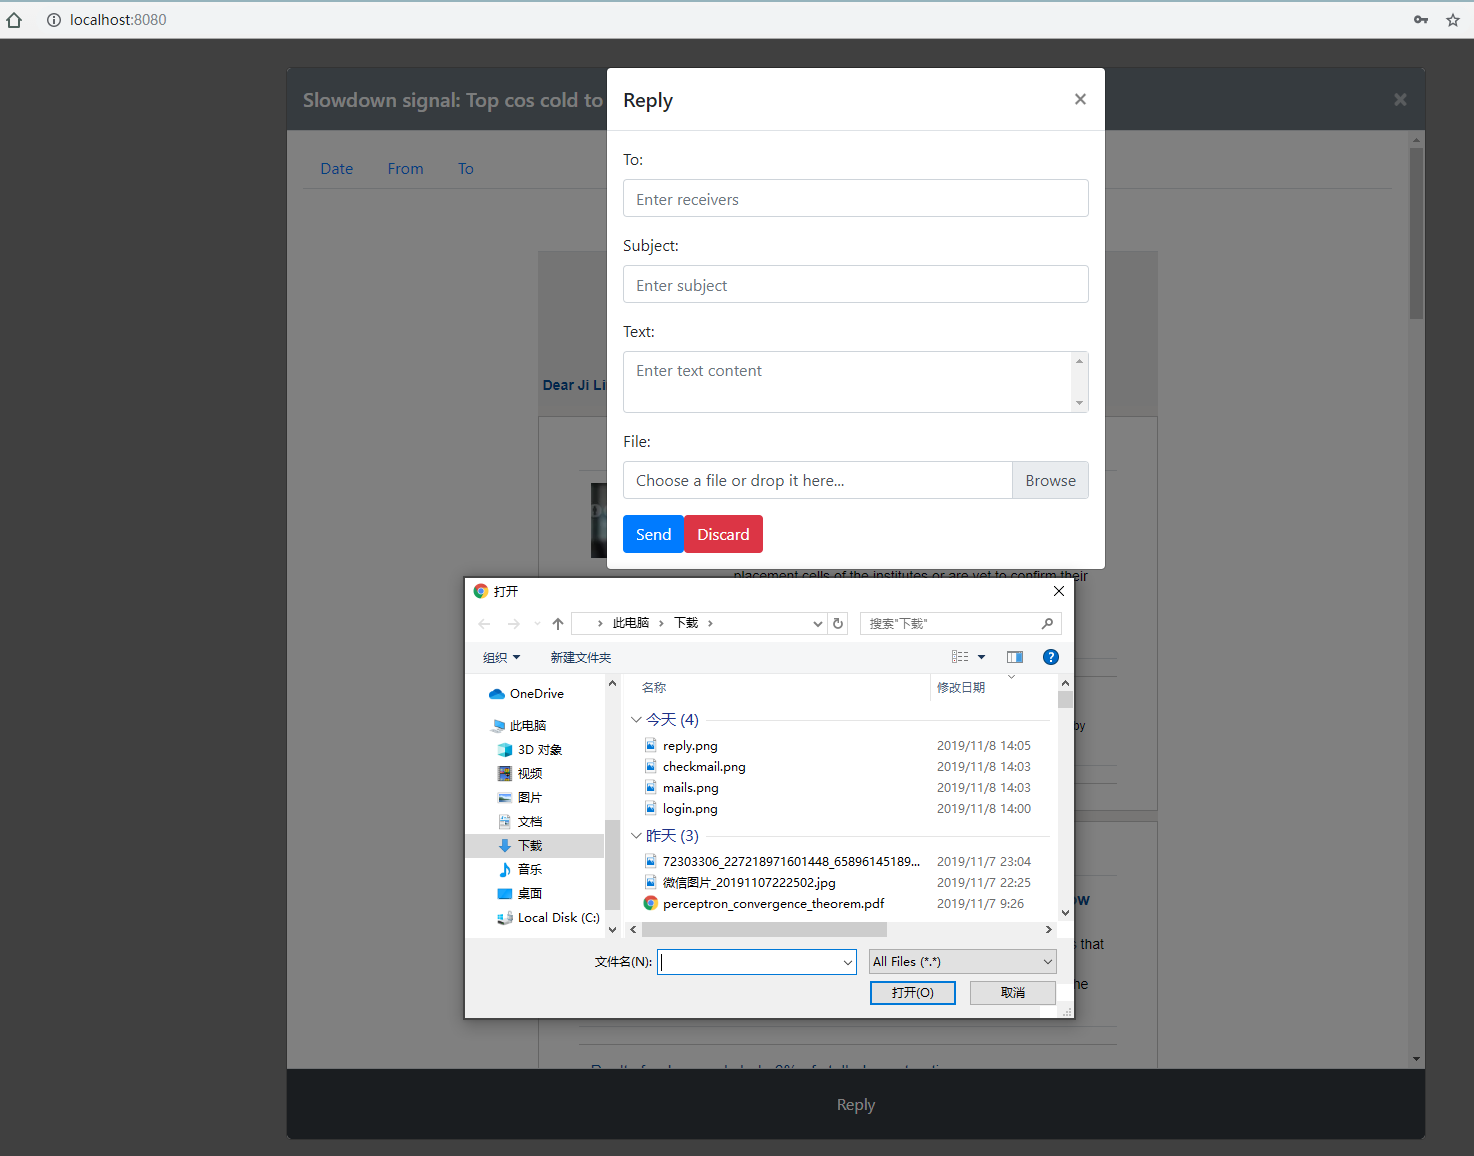 localhost:8080
Slowdown signal: Top cos cold to
Reply
Date From To
To:
Enter receivers
Subject:
Enter subject
Text:
Enter text content
Dear Ji Li
File:
Choose a file or drop it here... Browse
Send Discard
placement cells of the institutes or are yet to confirm their
打开
此电脑 下载
搜索"下载"
组织 新建文件夹
OneDrive
此电脑
3D 对象
视频
图片
文档
下载
音乐
桌面
Local Disk (C:)
名称 修改日期
今天 (4)
reply.png 2019/11/8 14:05
checkmail.png 2019/11/8 14:03
mails.png 2019/11/8 14:03
login.png 2019/11/8 14:00
昨天 (3)
72303306_227218971601448_65896145189... 2019/11/7 23:04
微信图片_20191107222502.jpg 2019/11/7 22:25
perceptron_convergence_theorem.pdf 2019/11/7 9:26
文件名(N): All Files (*.*)
打开(O) 取消
by
ow
s that
he
Reply